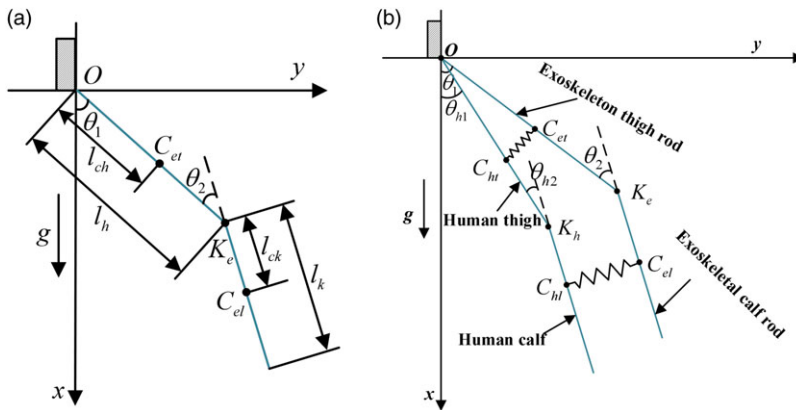 (a)
O
y
θ1
lch
Cet
lh
θ2
g
Ke
lck
lk
Cel
x
(b)
O
y
θ1
θh1
Exoskeleton thigh rod
Cet
Cht
θh2
θ2
g
Human thigh
Kh
Ke
Chl
Cel
Exoskeletal calf rod
Human calf
x